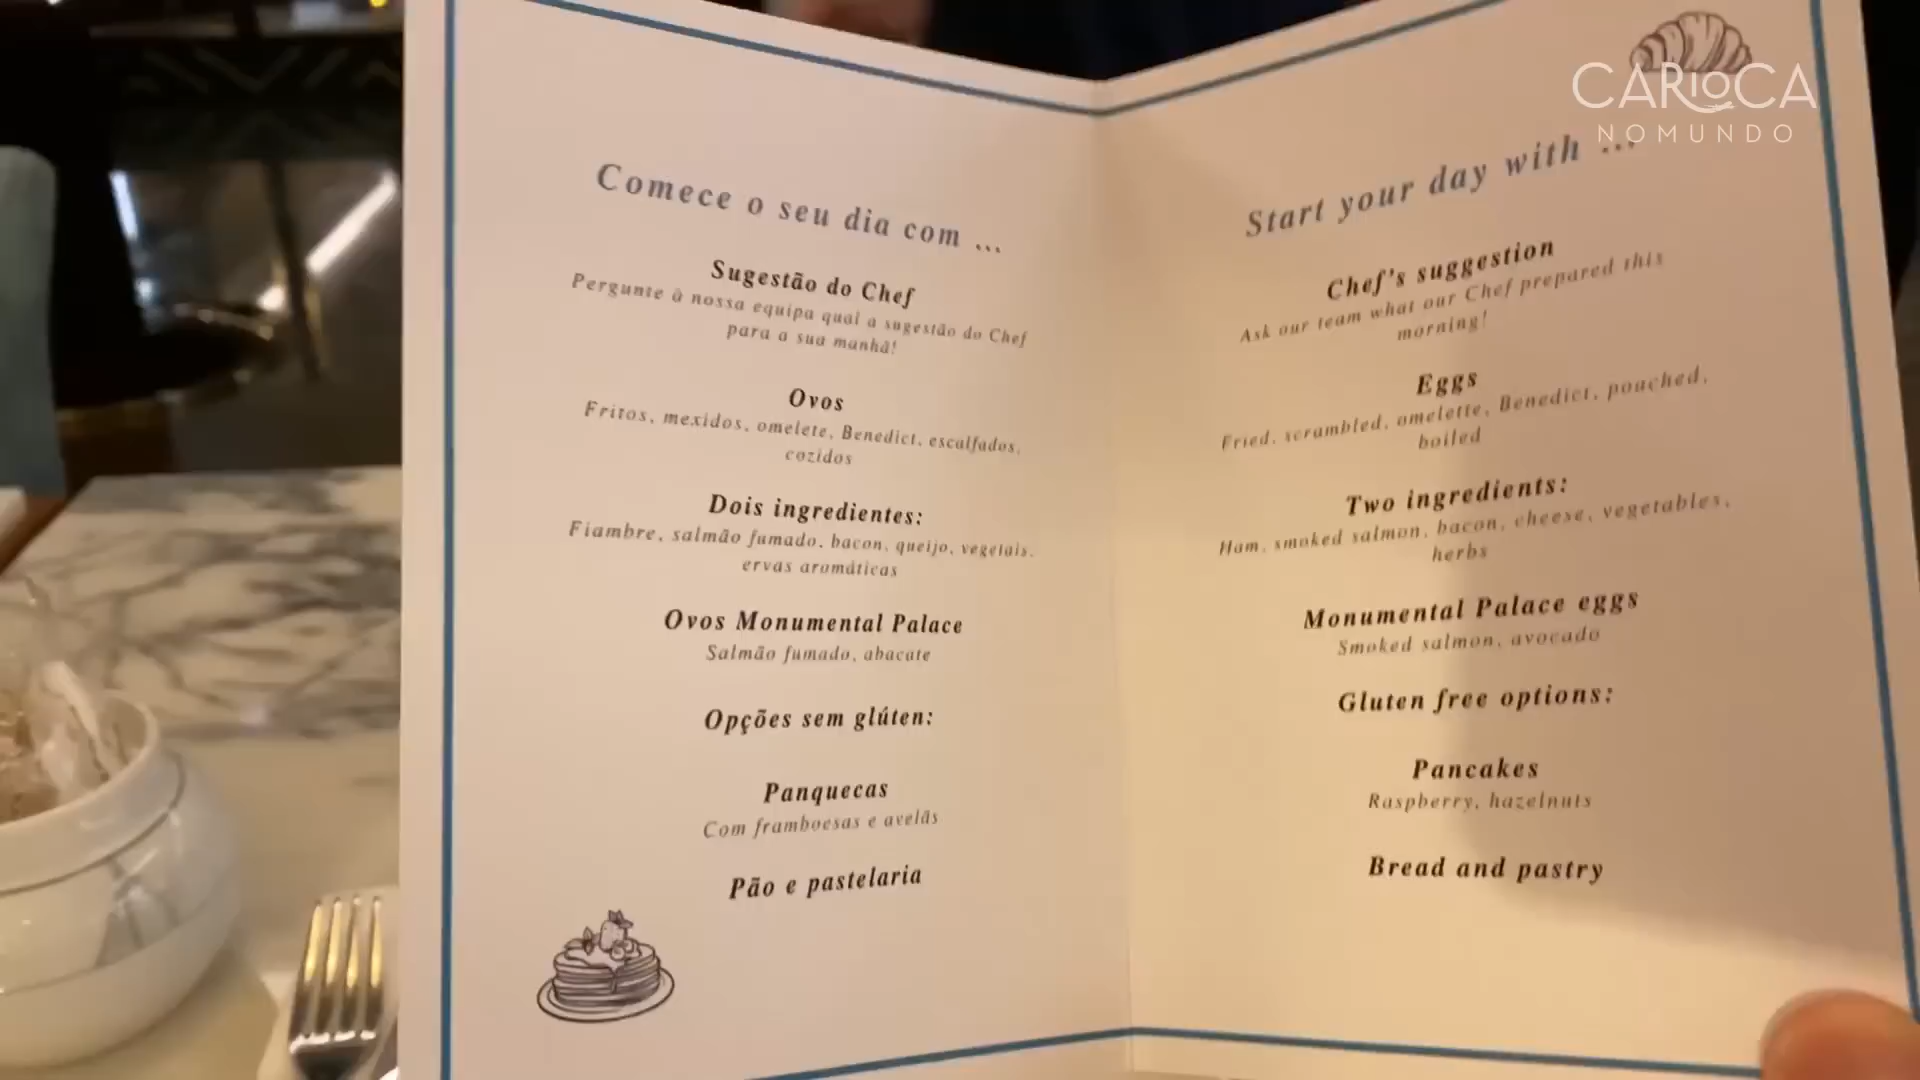 CARIOCA
NOMUNDO
Comece o seu dia com ...
Sugestão do Chef
Pergunte à nossa equipa qual a sugestão do Chef
para a sua manhã!
Ovos
Fritos, mexidos, omelete, Benedict, escalfados,
cozidos
Dois ingredientes:
Fiambre, salmão fumado, bacon, queijo, vegetais,
ervas aromáticas
Ovos Monumental Palace
Salmão fumado, abacate
Opções sem glúten:
Panquecas
Com framboesas e avelãs
Pão e pastelaria
Start your day with ...
Chef's suggestion
Ask our team what our Chef prepared this
morning!
Eggs
Fried, scrambled, omelette, Benedict, pouched,
boiled
Two ingredients:
Ham, smoked salmon, bacon, cheese, vegetables,
herbs
Monumental Palace eggs
Smoked salmon, avocado
Gluten free options:
Pancakes
Raspberry, hazelnuts
Bread and pastry